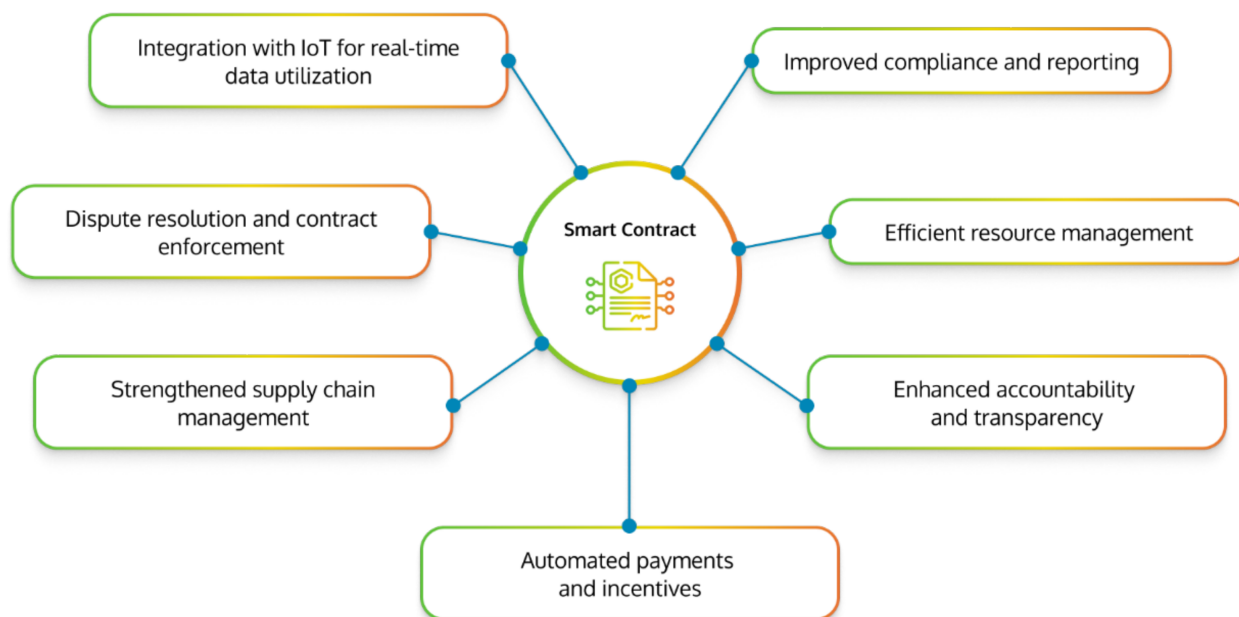 Integration with IoT for real-time
data utilization
Improved compliance and reporting
Dispute resolution and contract
enforcement
Smart Contract
Efficient resource management
Strengthened supply chain
management
Enhanced accountability
and transparency
Automated payments
and incentives